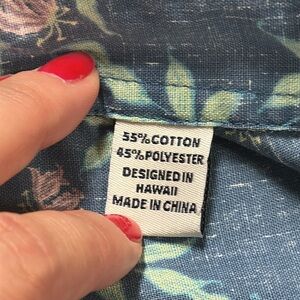 55% COTTON
45% POLYESTER
DESIGNED IN
HAWAII
MADE IN CHINA